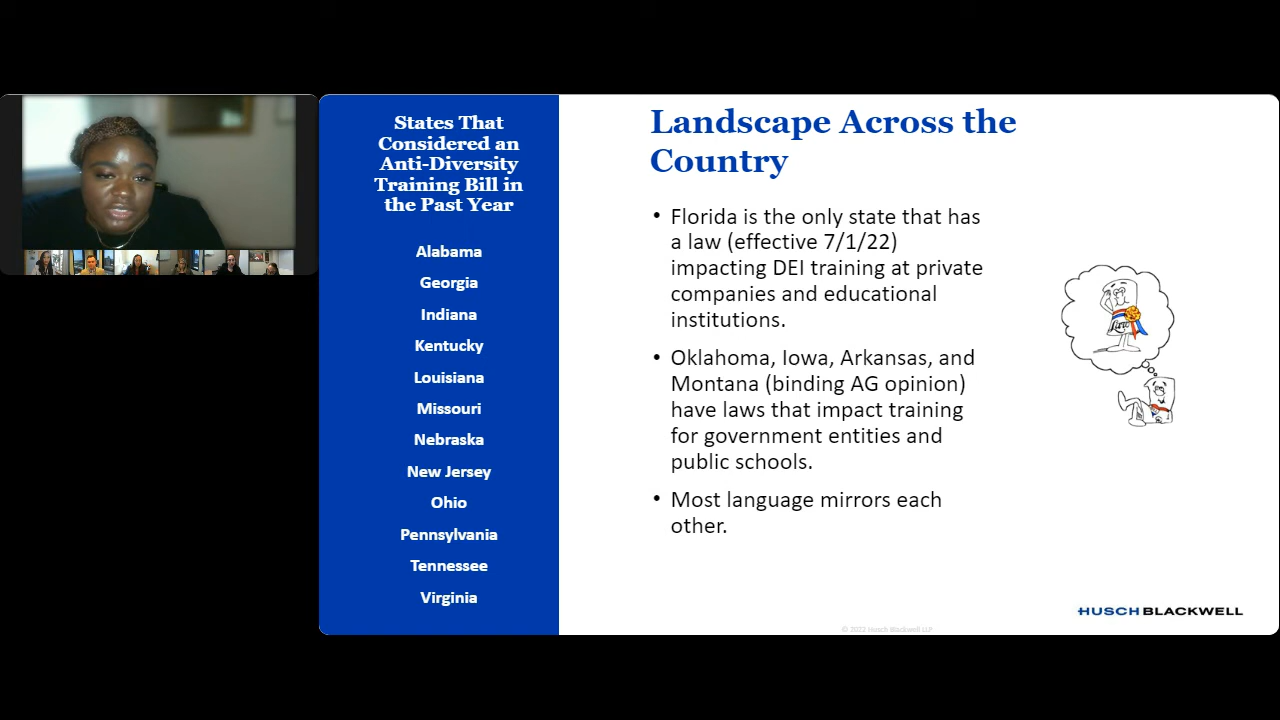 States That
Considered an
Anti-Diversity
Training Bill in
the Past Year
Alabama
Georgia
Indiana
Kentucky
Louisiana
Missouri
Nebraska
New Jersey
Ohio
Pennsylvania
Tennessee
Virginia
Landscape Across the
Country
• Florida is the only state that has
a law (effective 7/1/22)
impacting DEI training at private
companies and educational
institutions.
• Oklahoma, Iowa, Arkansas, and
Montana (binding AG opinion)
have laws that impact training
for government entities and
public schools.
• Most language mirrors each
other.
HUSCH BLACKWELL
© 2022 Husch Blackwell LLP